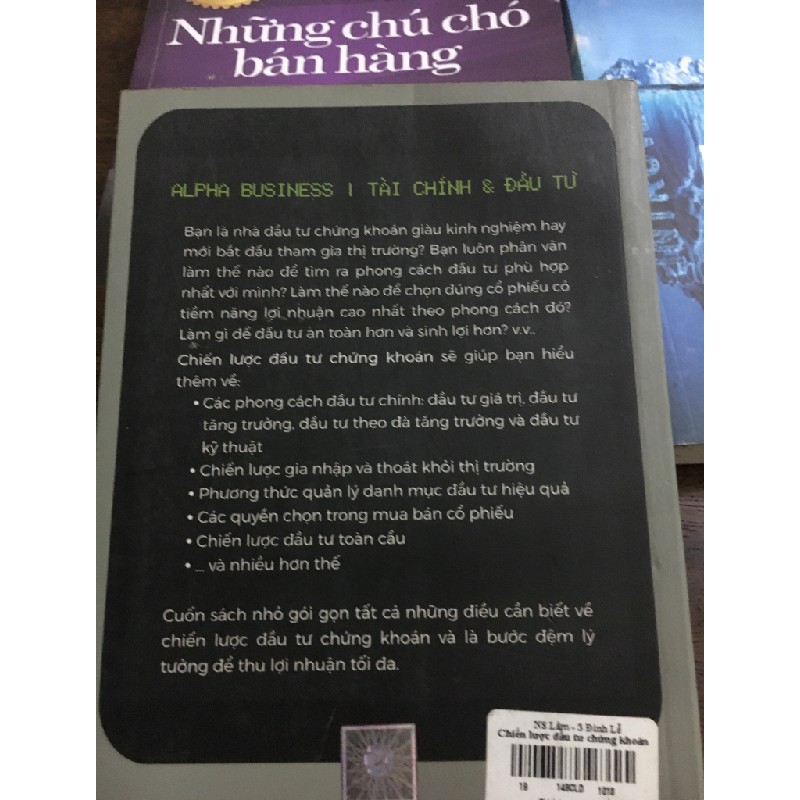 Những chú chó
bán hàng
ALPHA BUSINESS | TÀI CHÍNH & ĐẦU TƯ
Bạn là nhà đầu tư chứng khoán giàu kinh nghiệm hay
mới bắt đầu tham gia thị trường? Bạn luôn phân vân
làm thế nào để tìm ra phong cách đầu tư phù hợp
nhất với mình? Làm thế nào để chọn đúng cổ phiếu có
tiềm năng lợi nhuận cao nhất theo phong cách đó?
Làm gì để đầu tư an toàn hơn và sinh lợi hơn? v.v..
Chiến lược đầu tư chứng khoán sẽ giúp bạn hiểu
thêm về:
• Các phong cách đầu tư chính: đầu tư giá trị, đầu tư
tăng trưởng, đầu tư theo đà tăng trưởng và đầu tư
kỹ thuật
• Chiến lược gia nhập và thoát khỏi thị trường
• Phương thức quản lý danh mục đầu tư hiệu quả
• Các quyền chọn trong mua bán cổ phiếu
• Chiến lược đầu tư toàn cầu
• ... và nhiều hơn thế
Cuốn sách nhỏ gói gọn tất cả những điều cần biết về
chiến lược đầu tư chứng khoán và là bước đệm lý
tưởng để thu lợi nhuận tối đa.
NS Lâm - 5 Đinh Lễ
Chiến lược đầu tư chứng khoán
18 148CLD 1018